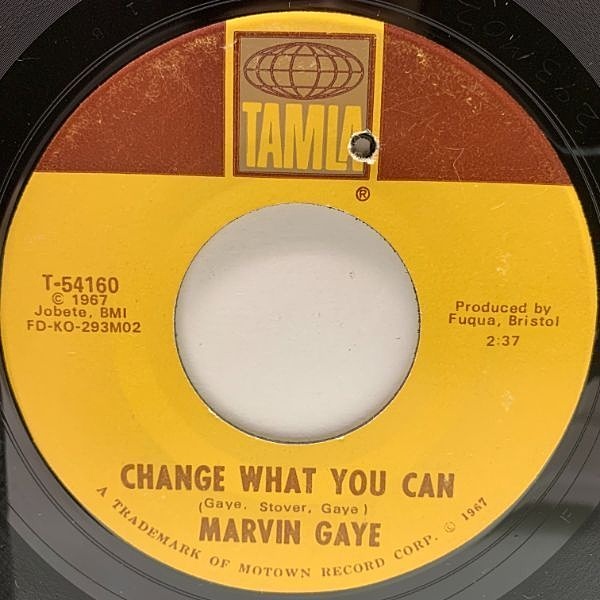 TAMLA
®
T-54160
© 1967
Jobete, BMI
FD-KO-293M02
Produced by
Fuqua, Bristol
2:37
CHANGE WHAT YOU CAN
(Gaye, Stover, Gaye)
MARVIN GAYE
A TRADEMARK OF MOTOWN RECORD CORP. © 1967